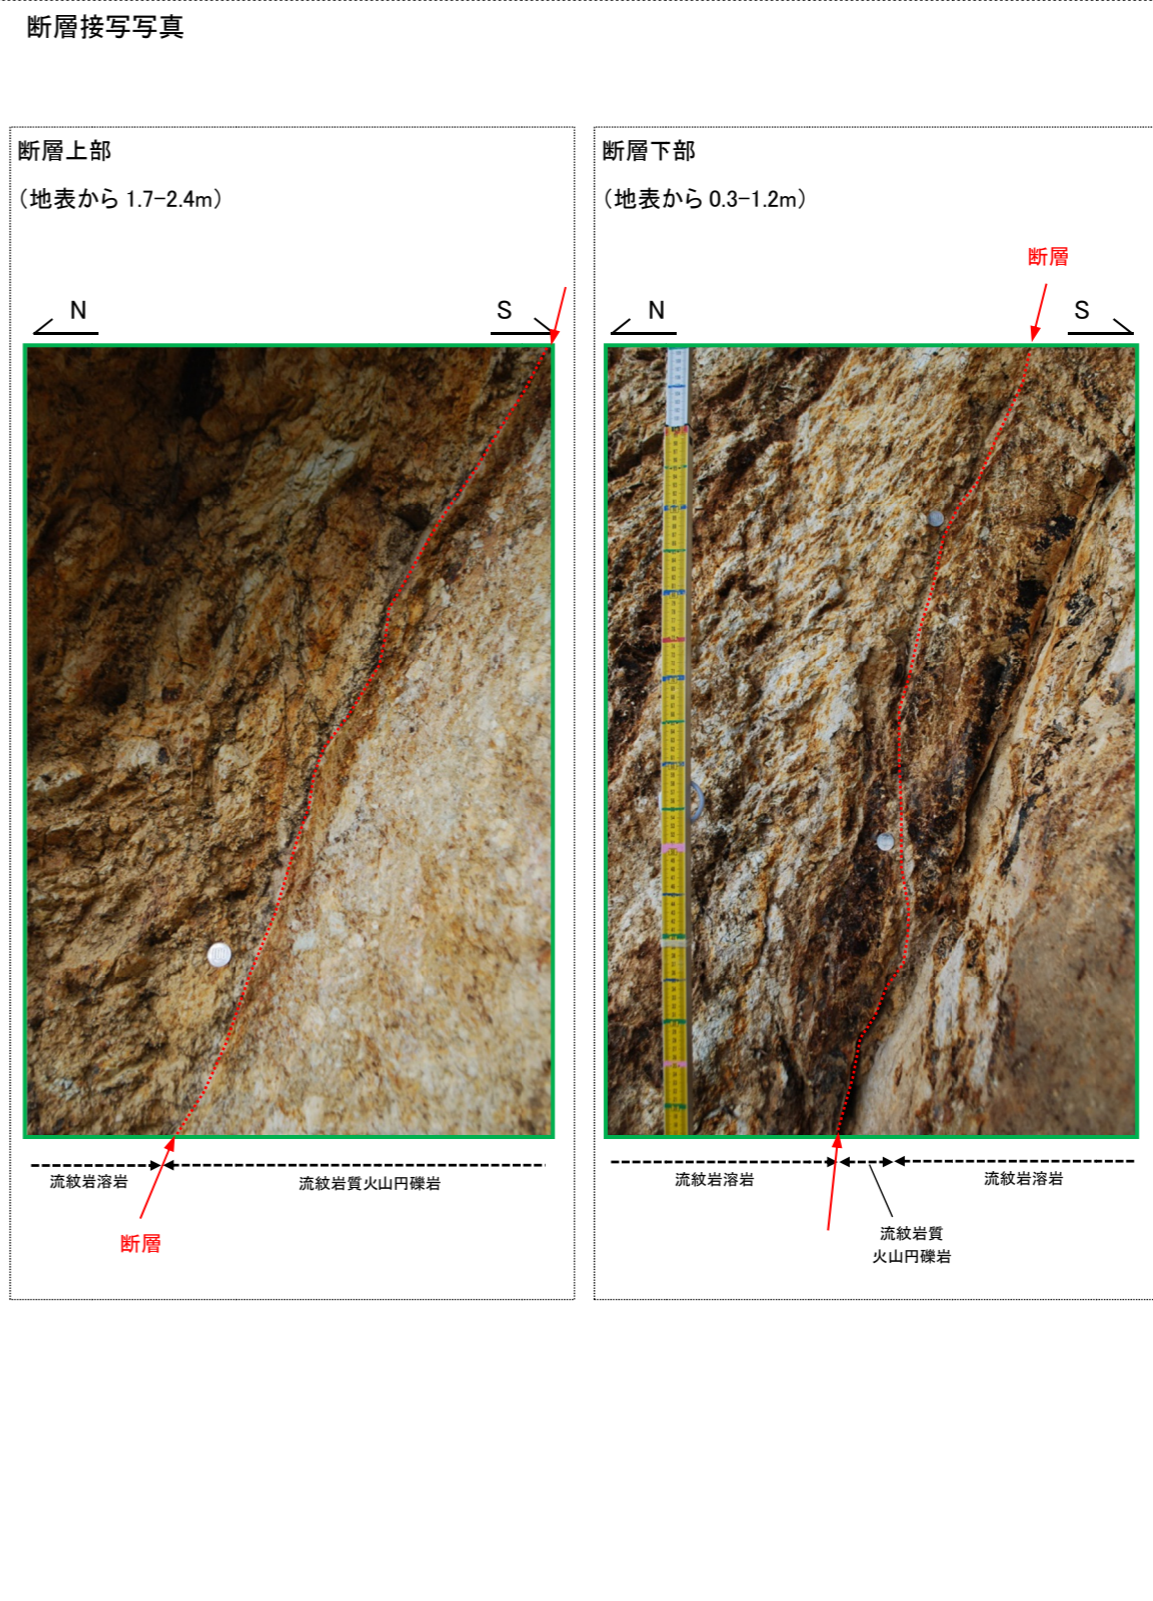 断層接写写真
断層上部
（地表から 1.7-2.4m）
N
S
流紋岩溶岩
流紋岩質火山円礫岩
断層
断層下部
（地表から 0.3-1.2m）
断層
N
S
流紋岩溶岩
流紋岩溶岩
流紋岩質
火山円礫岩